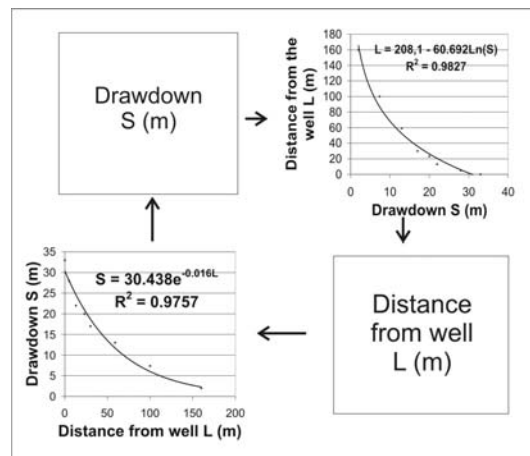 Drawdown
S (m)
Distance from the
well L (m)
180
160
140
120
100
80
60
40
20
0
L = 208,1 - 60.692Ln(S)
R² = 0.9827
0 10 20 30 40
Drawdown S (m)
Drawdown S (m)
35
30
25
20
15
10
5
0
S = 30.438e^-0.016L
R² = 0.9757
0 50 100 150 200
Distance from well L (m)
Distance
from well
L (m)